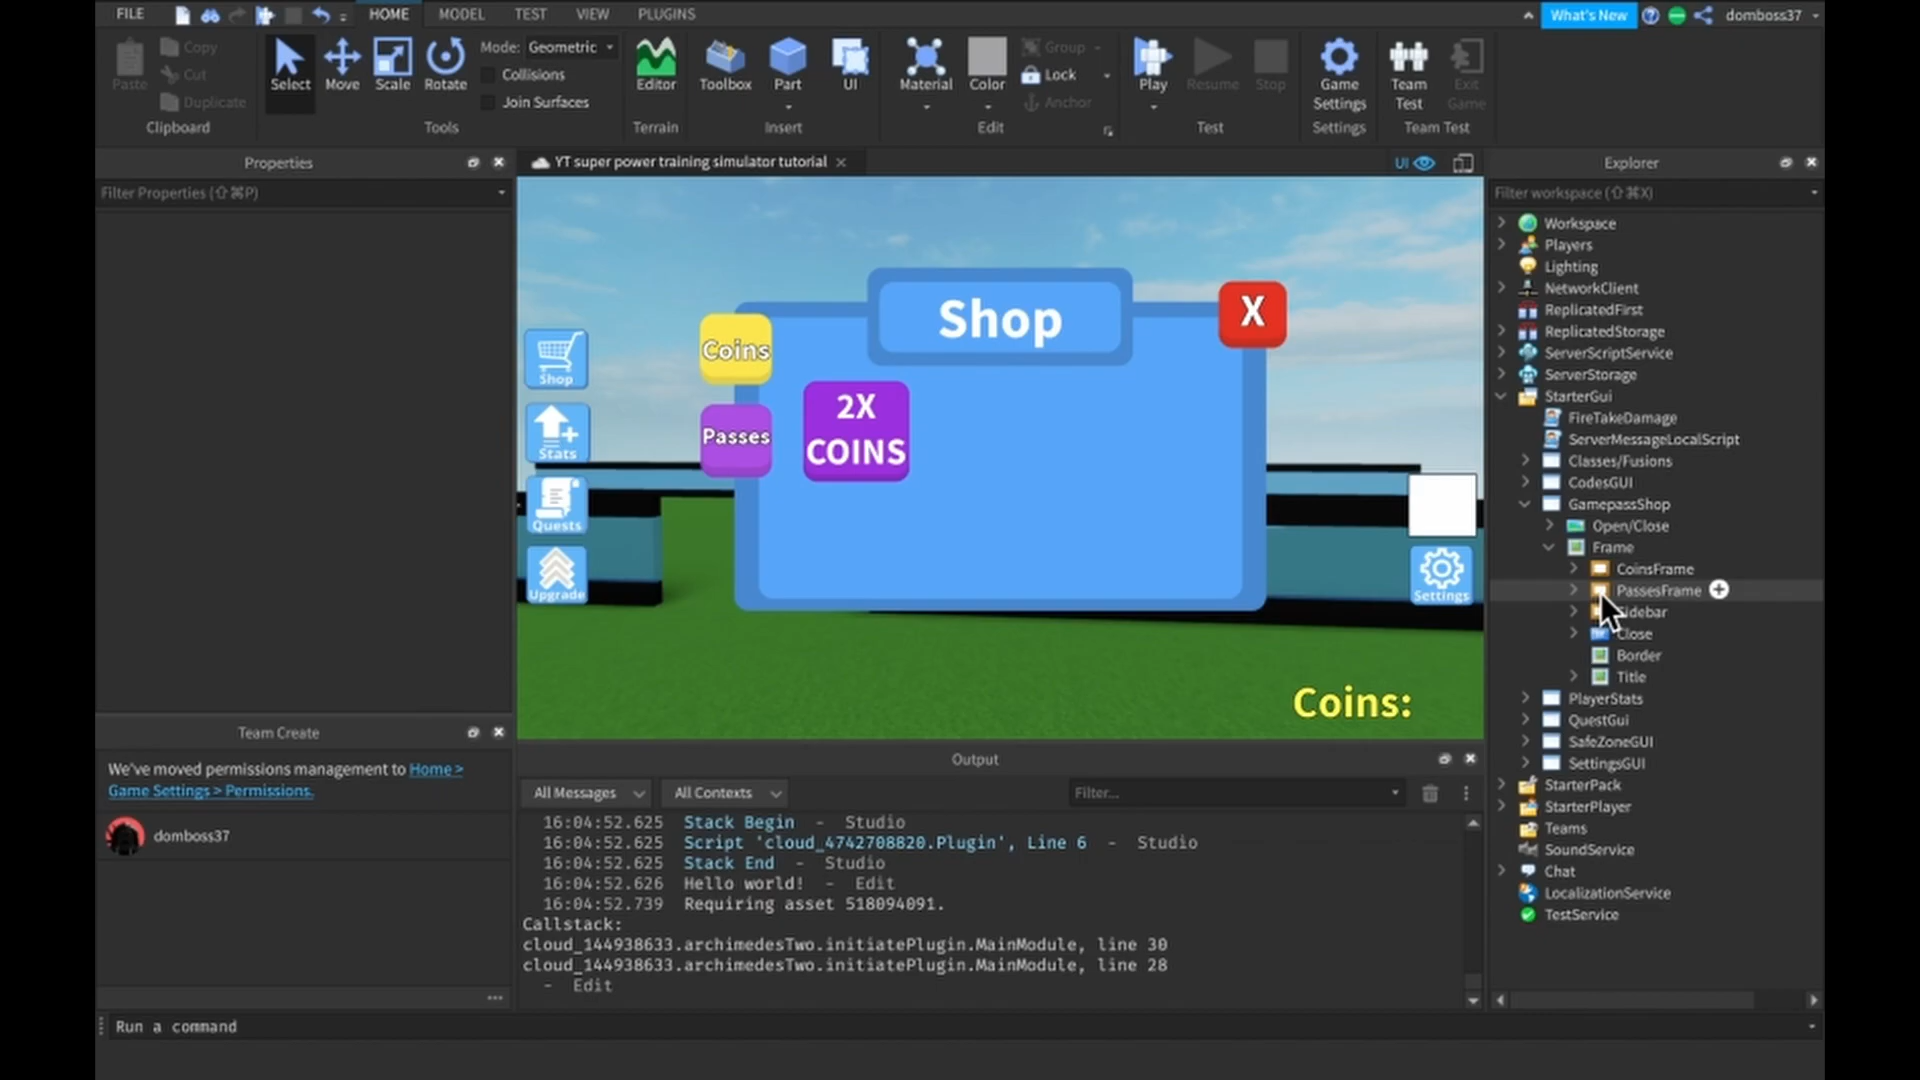 FILE
HOME
MODEL
TEST
VIEW
PLUGINS
What's New
domboss37
Paste
Copy
Cut
Duplicate
Clipboard
Select
Move
Scale
Rotate
Mode: Geometric
Collisions
Join Surfaces
Tools
Editor
Terrain
Toolbox
Part
UI
Insert
Material
Color
Group
Lock
Anchor
Edit
Play
Resume
Stop
Test
Game
Settings
Settings
Team
Test
Exit
Game
Team Test
Properties
Filter Properties (⇧⌘P)
YT super power training simulator tutorial
UI
Shop
X
Coins
Passes
2X
COINS
Shop
Stats
Quests
Upgrade
Settings
Coins:
Explorer
Filter workspace (⇧⌘X)
Workspace
Players
Lighting
NetworkClient
ReplicatedFirst
ReplicatedStorage
ServerScriptService
ServerStorage
StarterGui
FireTakeDamage
ServerMessageLocalScript
Classes/Fusions
CodesGUI
GamepassShop
Open/Close
Frame
CoinsFrame
PassesFrame
idebar
Close
Border
Title
PlayerStats
QuestGui
SafeZoneGUI
SettingsGUI
StarterPack
StarterPlayer
Teams
SoundService
Chat
LocalizationService
TestService
Team Create
We've moved permissions management to Home >
Game Settings > Permissions.
domboss37
Output
All Messages
All Contexts
Filter...
16:04:52.625 Stack Begin - Studio
16:04:52.625 Script 'cloud_4742708820.Plugin', Line 6 - Studio
16:04:52.625 Stack End - Studio
16:04:52.626 Hello world! - Edit
16:04:52.739 Requiring asset 518094091.
Callstack:
cloud_144938633.archimedesTwo.initiatePlugin.MainModule, line 30
cloud_144938633.archimedesTwo.initiatePlugin.MainModule, line 28
- Edit
Run a command